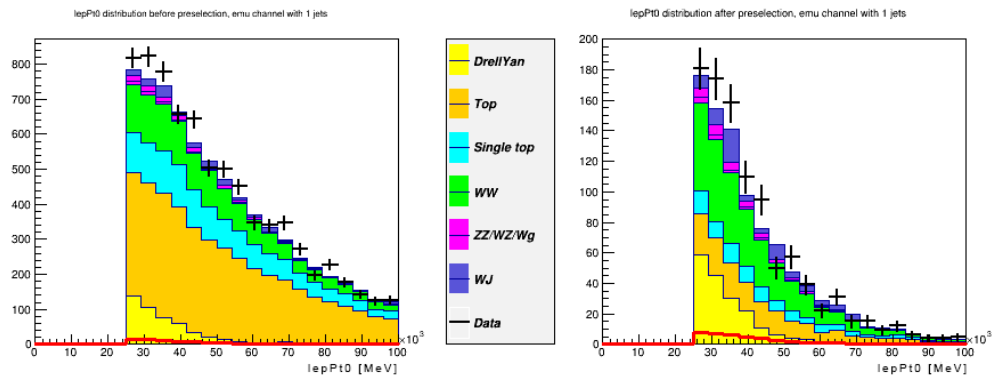 lepPt0 distribution before preselection, emu channel with 1 jets
800
700
600
500
400
300
200
100
0
0 10 20 30 40 50 60 70 80 90 100
×10³
lepPt0 [MeV]
DrellYan
Top
Single top
WW
ZZ/WZ/Wg
WJ
Data
lepPt0 distribution after preselection, emu channel with 1 jets
200
180
160
140
120
100
80
60
40
20
0
0 10 20 30 40 50 60 70 80 90 100
×10³
lepPt0 [MeV]